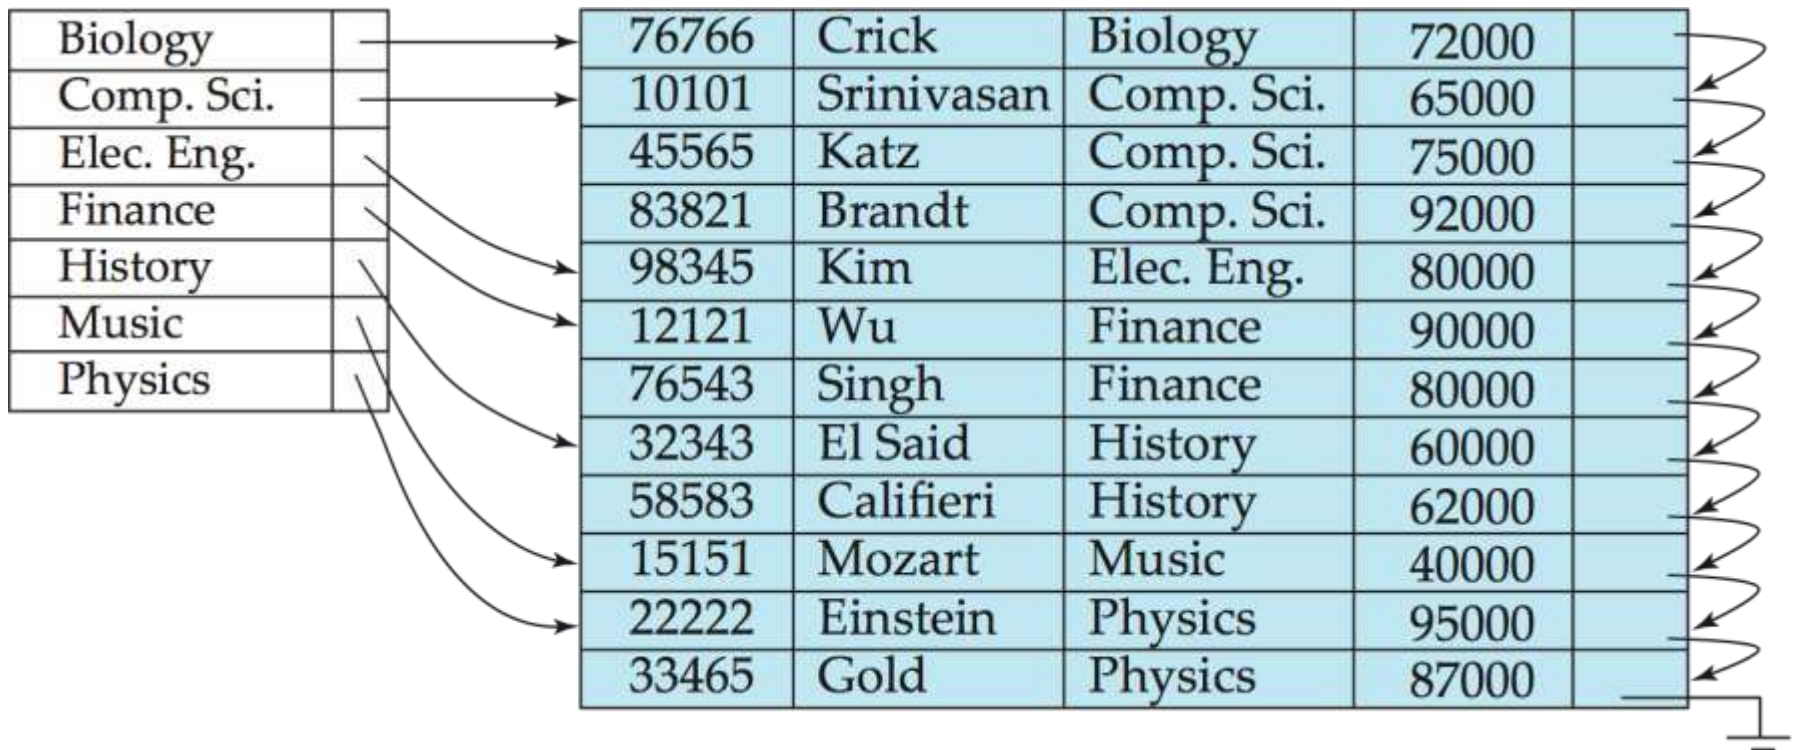 Biology
Comp. Sci.
Elec. Eng.
Finance
History
Music
Physics
76766 Crick Biology 72000
10101 Srinivasan Comp. Sci. 65000
45565 Katz Comp. Sci. 75000
83821 Brandt Comp. Sci. 92000
98345 Kim Elec. Eng. 80000
12121 Wu Finance 90000
76543 Singh Finance 80000
32343 El Said History 60000
58583 Califieri History 62000
15151 Mozart Music 40000
22222 Einstein Physics 95000
33465 Gold Physics 87000